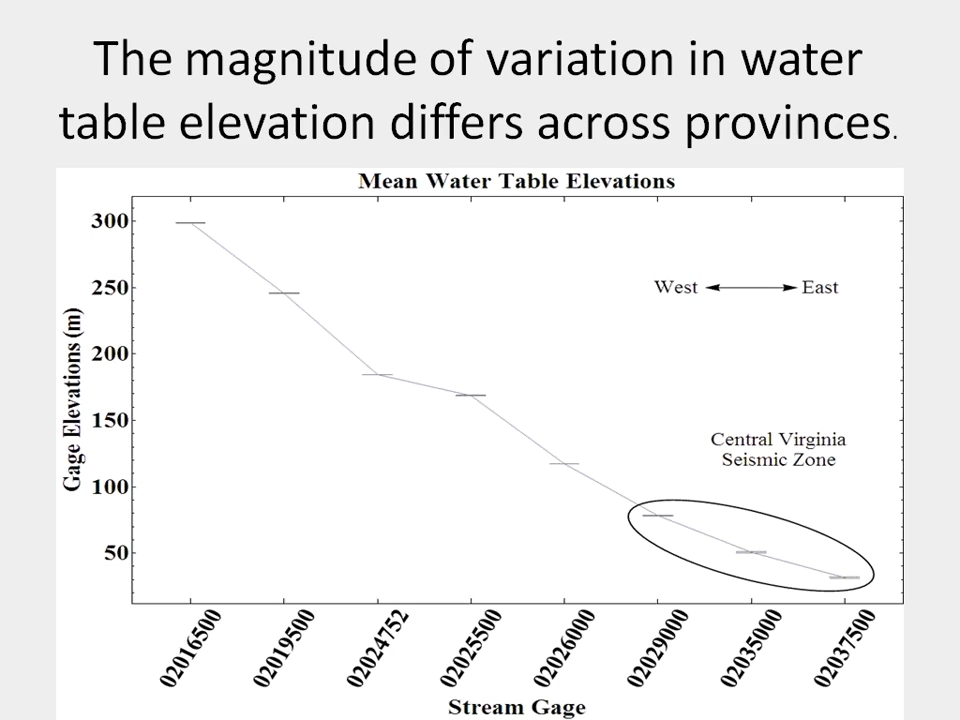 The magnitude of variation in water
table elevation differs across provinces.
Mean Water Table Elevations
Gage Elevations (m)
300
250
200
150
100
50
West East
Central Virginia
Seismic Zone
02016500
02019500
02024752
02025500
02026000
02029000
02035000
02037500
Stream Gage